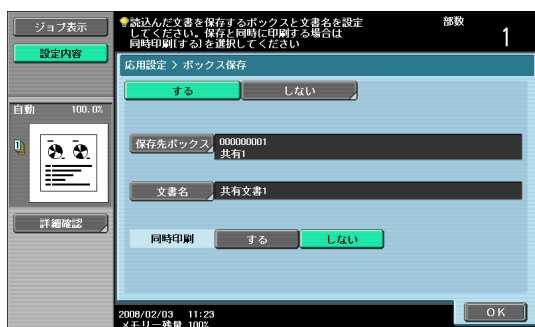 ジョブ表示
設定内容
読込んだ文書を保存するボックスと文書名を設定
してください。保存と同時に印刷する場合は
同時印刷[する]を選択してください
部数
1
応用設定 > ボックス保存
する
しない
自動 100.0%
保存先ボックス
000000001
共有1
文書名
共有文書1
詳細確認
同時印刷
する
しない
2008/02/03 11:23
メモリー残量 100%
OK